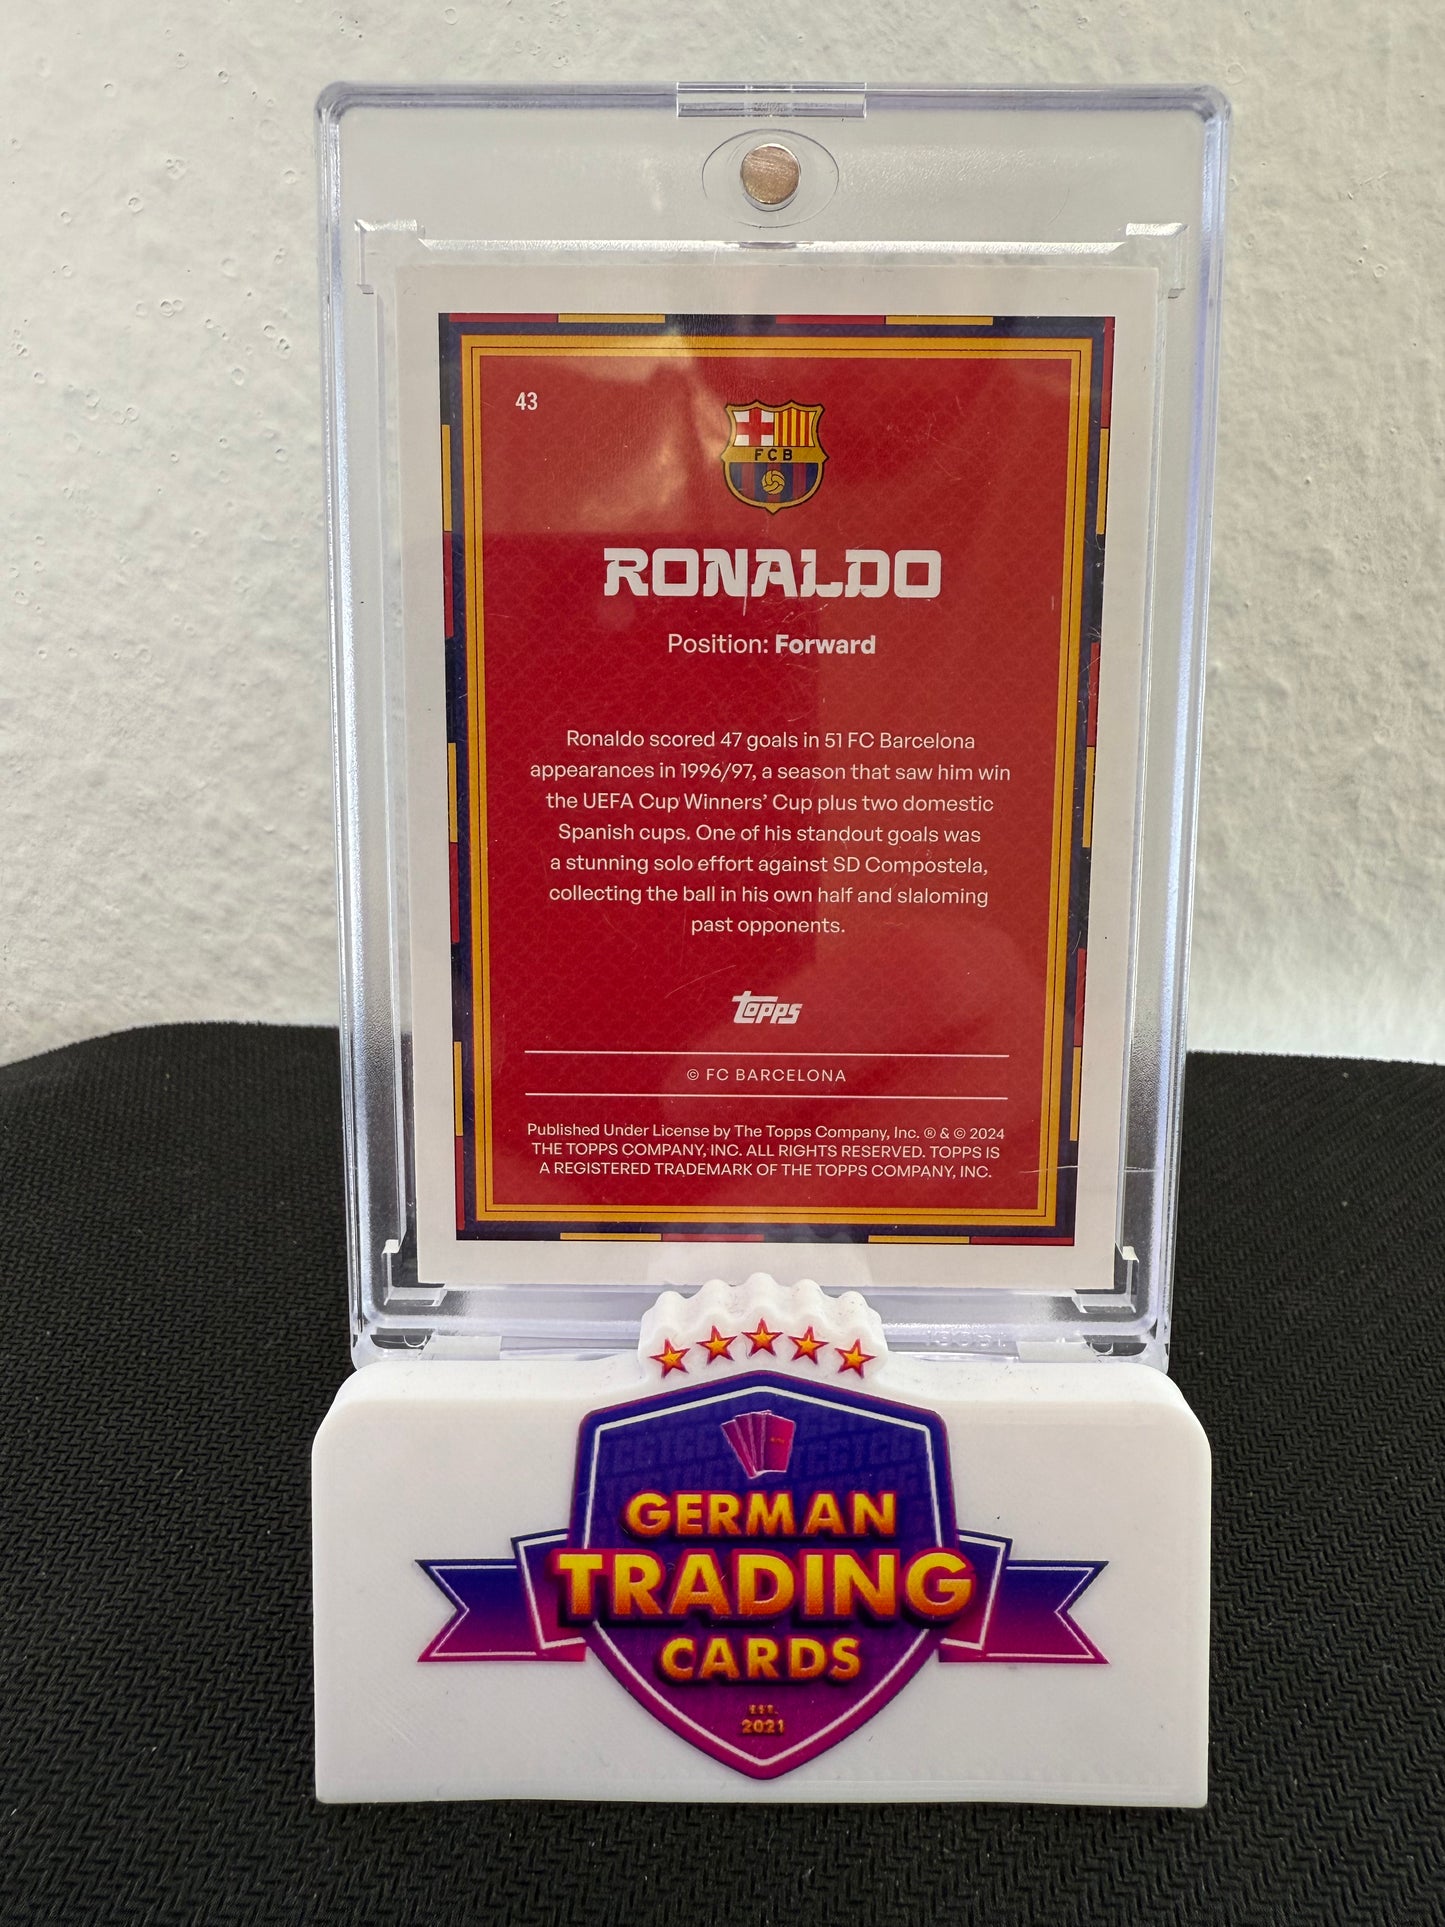 43
FCB
RONALDO
Position: Forward
Ronaldo scored 47 goals in 51 FC Barcelona
appearances in 1996/97, a season that saw him win
the UEFA Cup Winners' Cup plus two domestic
Spanish cups. One of his standout goals was
a stunning solo effort against SD Compostela,
collecting the ball in his own half and slaloming
past opponents.
topps
© FC BARCELONA
Published Under License by The Topps Company, Inc. ® & © 2024
THE TOPPS COMPANY, INC. ALL RIGHTS RESERVED. TOPPS IS
A REGISTERED TRADEMARK OF THE TOPPS COMPANY, INC.
GERMAN
TRADING
CARDS
EST.
2021